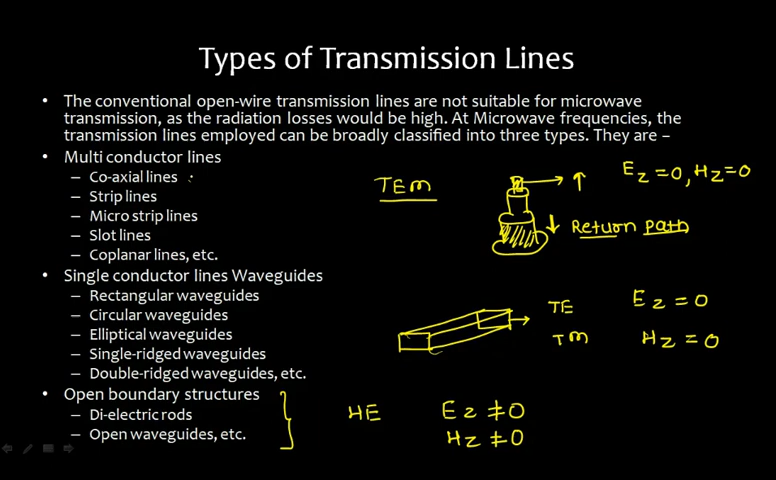 Types of Transmission Lines
• The conventional open-wire transmission lines are not suitable for microwave
transmission, as the radiation losses would be high. At Microwave frequencies, the
transmission lines employed can be broadly classified into three types. They are –
• Multi conductor lines
– Co-axial lines
– Strip lines
– Micro strip lines
– Slot lines
– Coplanar lines, etc.
TEM
Ez=0, Hz=0
Return path
• Single conductor lines Waveguides
– Rectangular waveguides
– Circular waveguides
– Elliptical waveguides
– Single-ridged waveguides
– Double-ridged waveguides, etc.
TE Ez = 0
TM Hz = 0
• Open boundary structures
– Di-electric rods
– Open waveguides, etc.
HE Ez ≠ 0
Hz ≠ 0